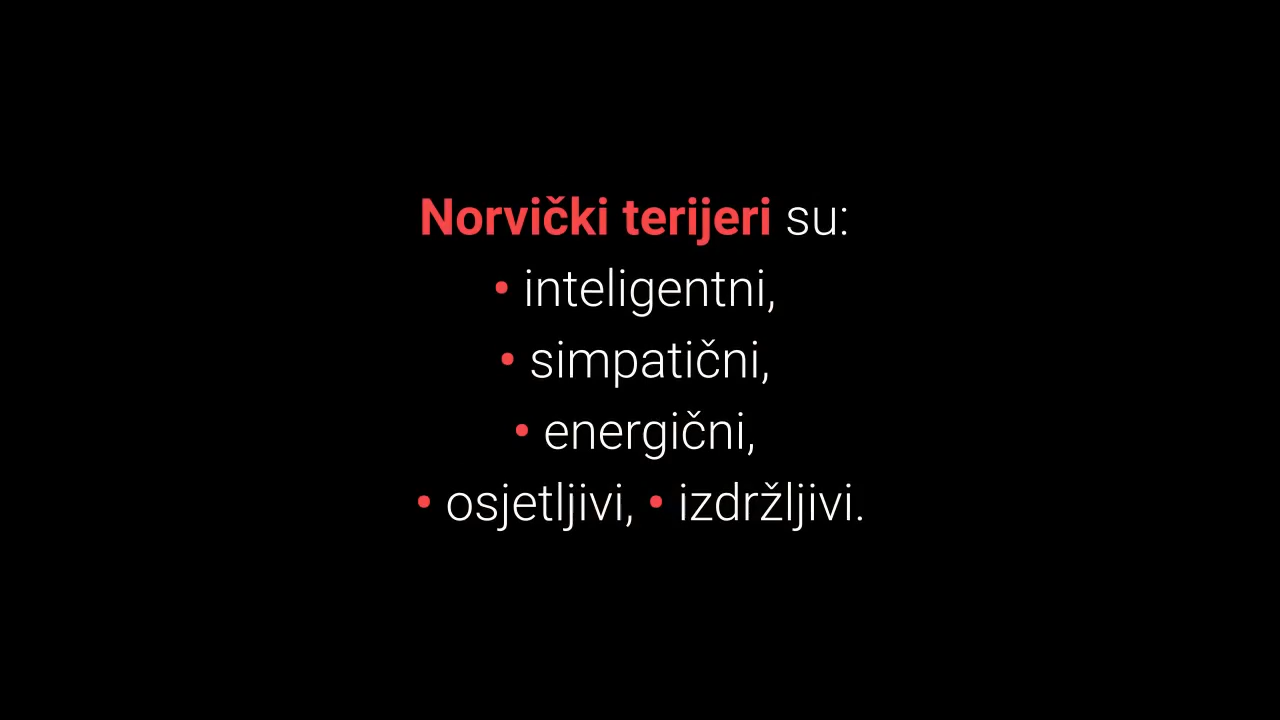 Norvički terijeri su:
• inteligentni,
• simpatični,
• energični,
• osjetljivi, • izdržljivi.